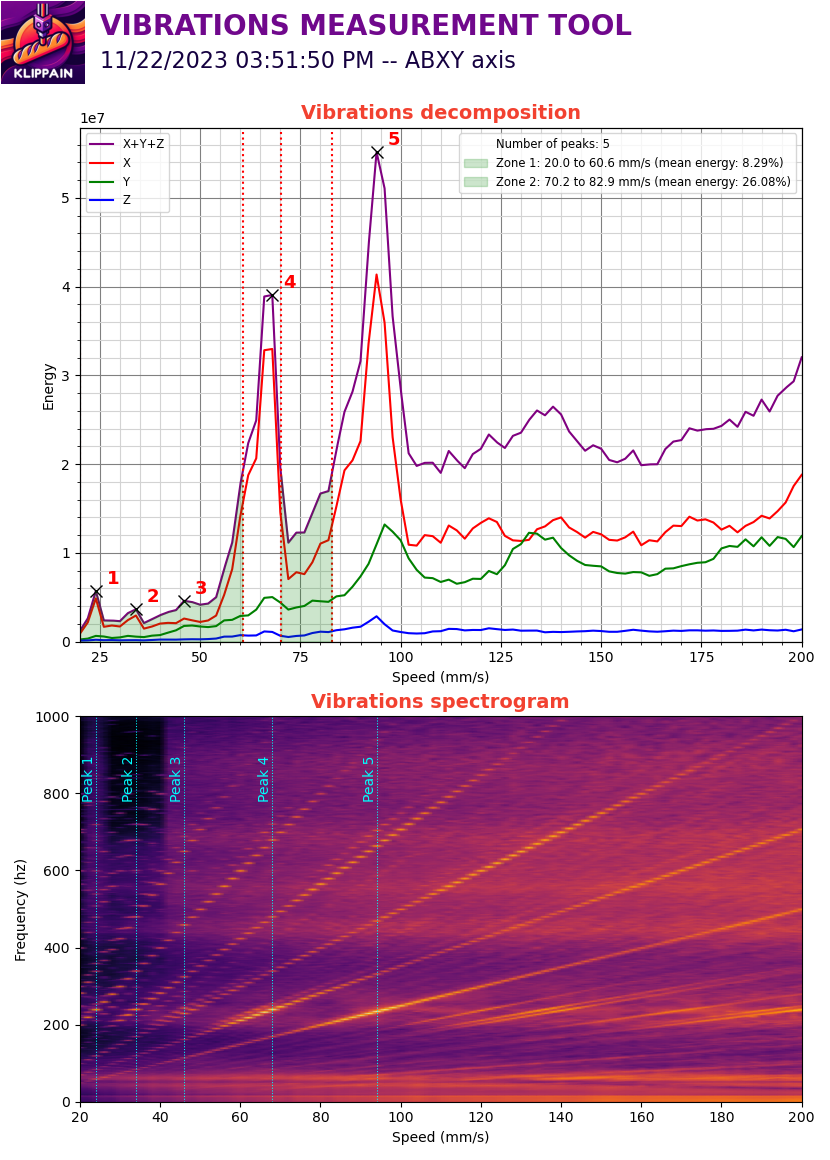 KLIPPAIN
VIBRATIONS MEASUREMENT TOOL
11/22/2023 03:51:50 PM -- ABXY axis
Vibrations decomposition
1e7
X+Y+Z
X
Y
Z
Number of peaks: 5
Zone 1: 20.0 to 60.6 mm/s (mean energy: 8.29%)
Zone 2: 70.2 to 82.9 mm/s (mean energy: 26.08%)
5
4
1
2
3
Energy
5
4
3
2
1
0
25 50 75 100 125 150 175 200
Speed (mm/s)
Vibrations spectrogram
Peak 1
Peak 2
Peak 3
Peak 4
Peak 5
Frequency (hz)
1000
800
600
400
200
0
20 40 60 80 100 120 140 160 180 200
Speed (mm/s)